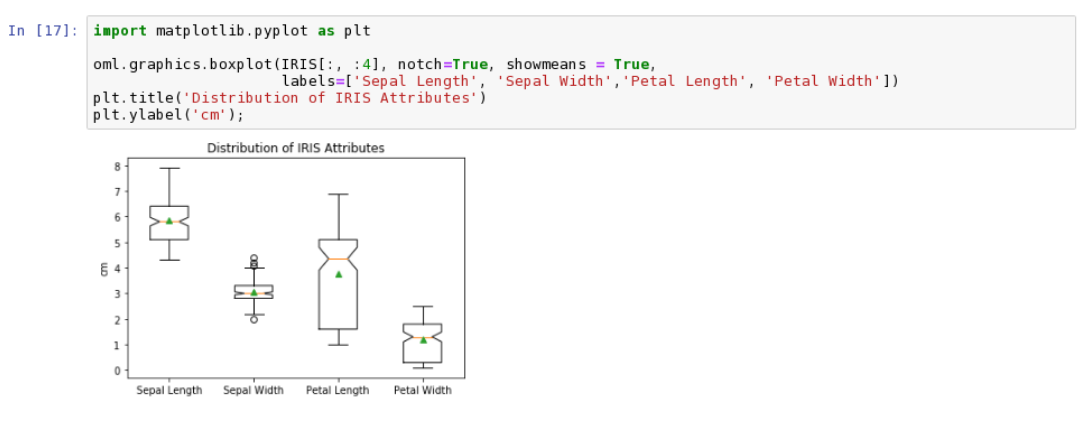 In [17]: import matplotlib.pyplot as plt
oml.graphics.boxplot(IRIS[:, :4], notch=True, showmeans = True,
labels=['Sepal Length', 'Sepal Width','Petal Length', 'Petal Width'])
plt.title('Distribution of IRIS Attributes')
plt.ylabel('cm');
Distribution of IRIS Attributes
8
7
6
5
4
3
2
1
0
cm
Sepal Length Sepal Width Petal Length Petal Width